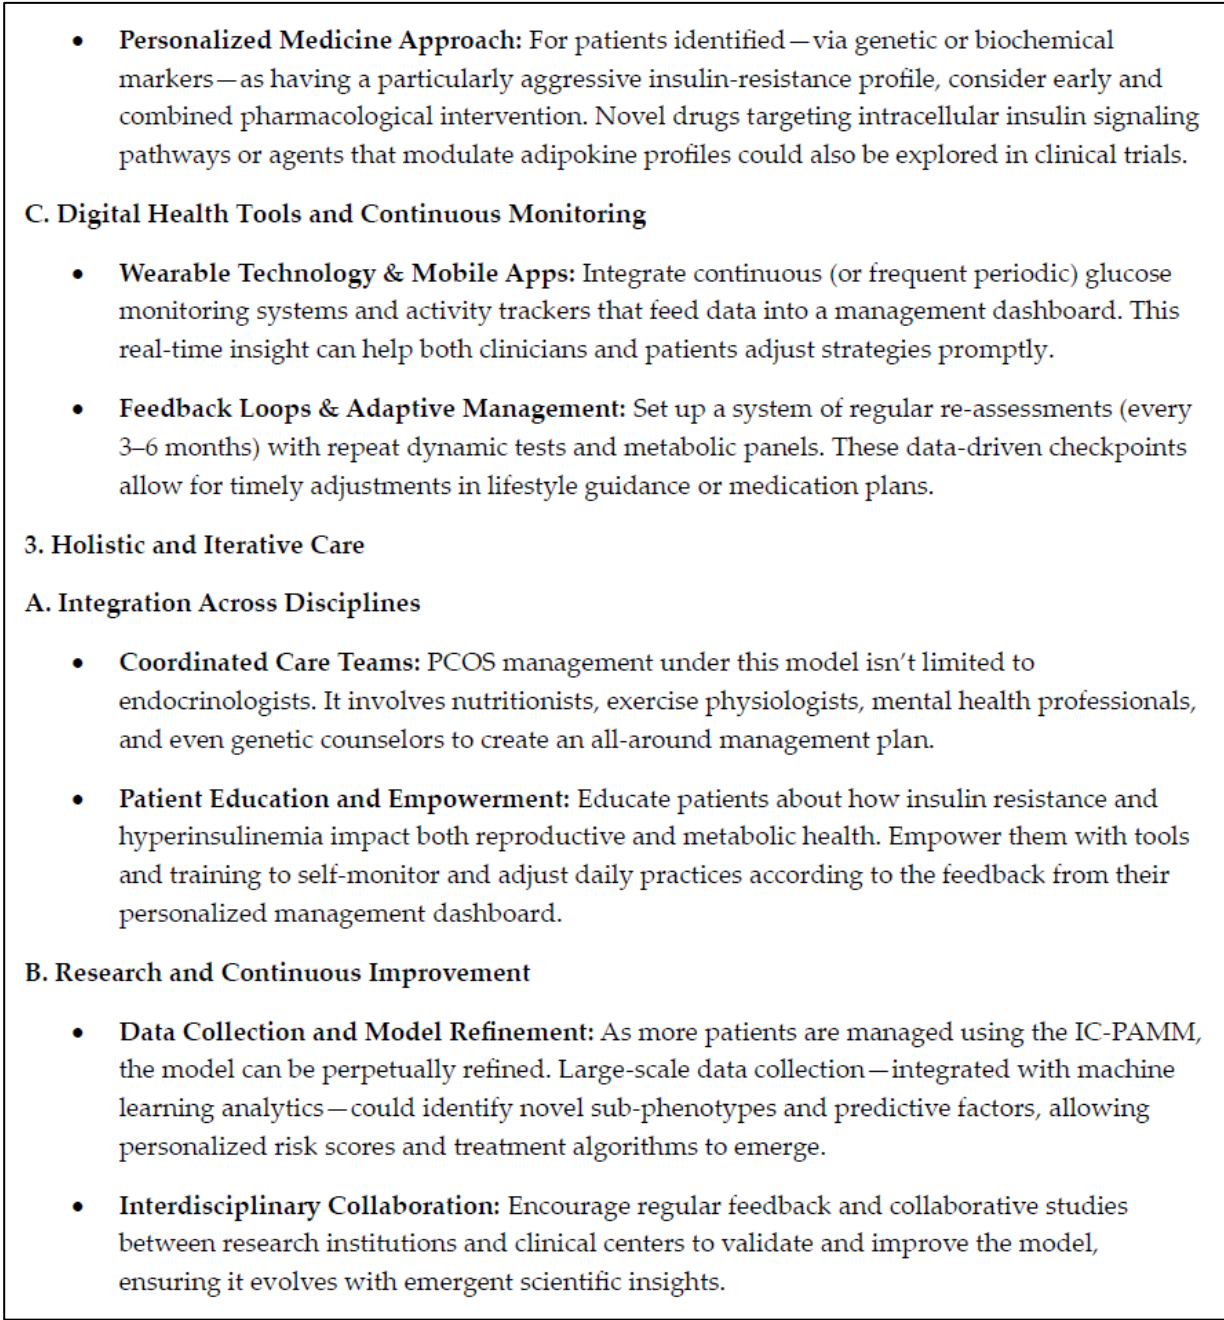 • Personalized Medicine Approach: For patients identified—via genetic or biochemical
markers—as having a particularly aggressive insulin-resistance profile, consider early and
combined pharmacological intervention. Novel drugs targeting intracellular insulin signaling
pathways or agents that modulate adipokine profiles could also be explored in clinical trials.
C. Digital Health Tools and Continuous Monitoring
• Wearable Technology & Mobile Apps: Integrate continuous (or frequent periodic) glucose
monitoring systems and activity trackers that feed data into a management dashboard. This
real-time insight can help both clinicians and patients adjust strategies promptly.
• Feedback Loops & Adaptive Management: Set up a system of regular re-assessments (every
3–6 months) with repeat dynamic tests and metabolic panels. These data-driven checkpoints
allow for timely adjustments in lifestyle guidance or medication plans.
3. Holistic and Iterative Care
A. Integration Across Disciplines
• Coordinated Care Teams: PCOS management under this model isn’t limited to
endocrinologists. It involves nutritionists, exercise physiologists, mental health professionals,
and even genetic counselors to create an all-around management plan.
• Patient Education and Empowerment: Educate patients about how insulin resistance and
hyperinsulinemia impact both reproductive and metabolic health. Empower them with tools
and training to self-monitor and adjust daily practices according to the feedback from their
personalized management dashboard.
B. Research and Continuous Improvement
• Data Collection and Model Refinement: As more patients are managed using the IC-PAMM,
the model can be perpetually refined. Large-scale data collection—integrated with machine
learning analytics—could identify novel sub-phenotypes and predictive factors, allowing
personalized risk scores and treatment algorithms to emerge.
• Interdisciplinary Collaboration: Encourage regular feedback and collaborative studies
between research institutions and clinical centers to validate and improve the model,
ensuring it evolves with emergent scientific insights.